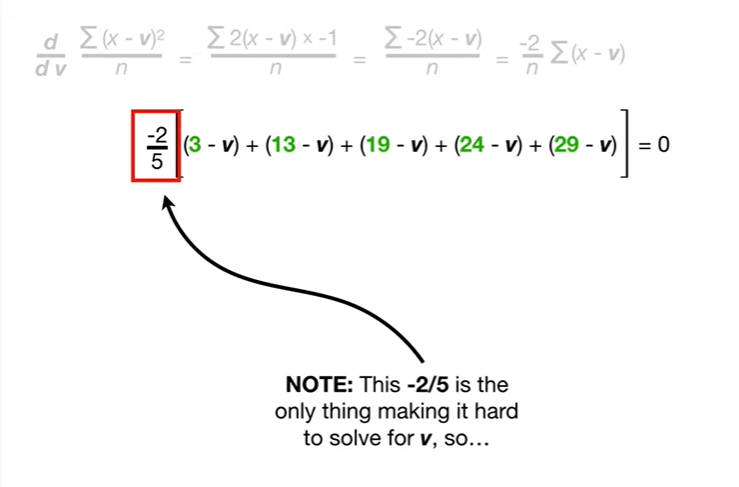 d/dv ∑(x - v)²/n = ∑2(x - v) × -1/n = ∑-2(x - v)/n = -2/n ∑(x - v)
-2/5 [(3 - v) + (13 - v) + (19 - v) + (24 - v) + (29 - v)] = 0
NOTE: This -2/5 is the
only thing making it hard
to solve for v, so…